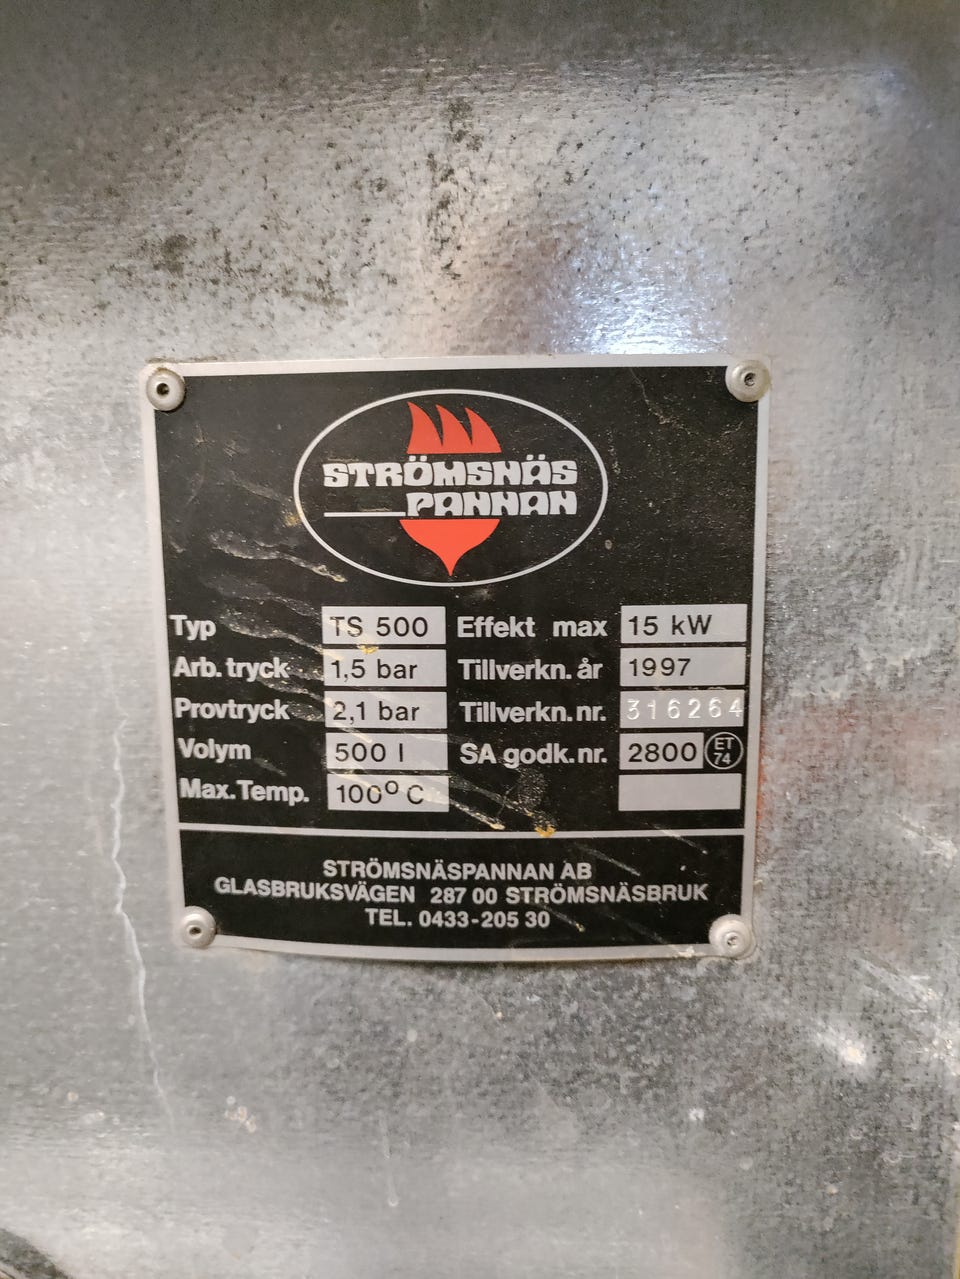 STRÖMSNÄS
PANNAN
Typ TS 500 Effekt max 15 kW
Arb. tryck 1,5 bar Tillverkn. år 1997
Provtryck 2,1 bar Tillverkn. nr. 316264
Volym 500 l SA godk. nr. 2800 ET 74
Max. Temp. 100° C
STRÖMSNÄSPANNAN AB
GLASBRUKSVÄGEN 287 00 STRÖMSNÄSBRUK
TEL. 0433-205 30